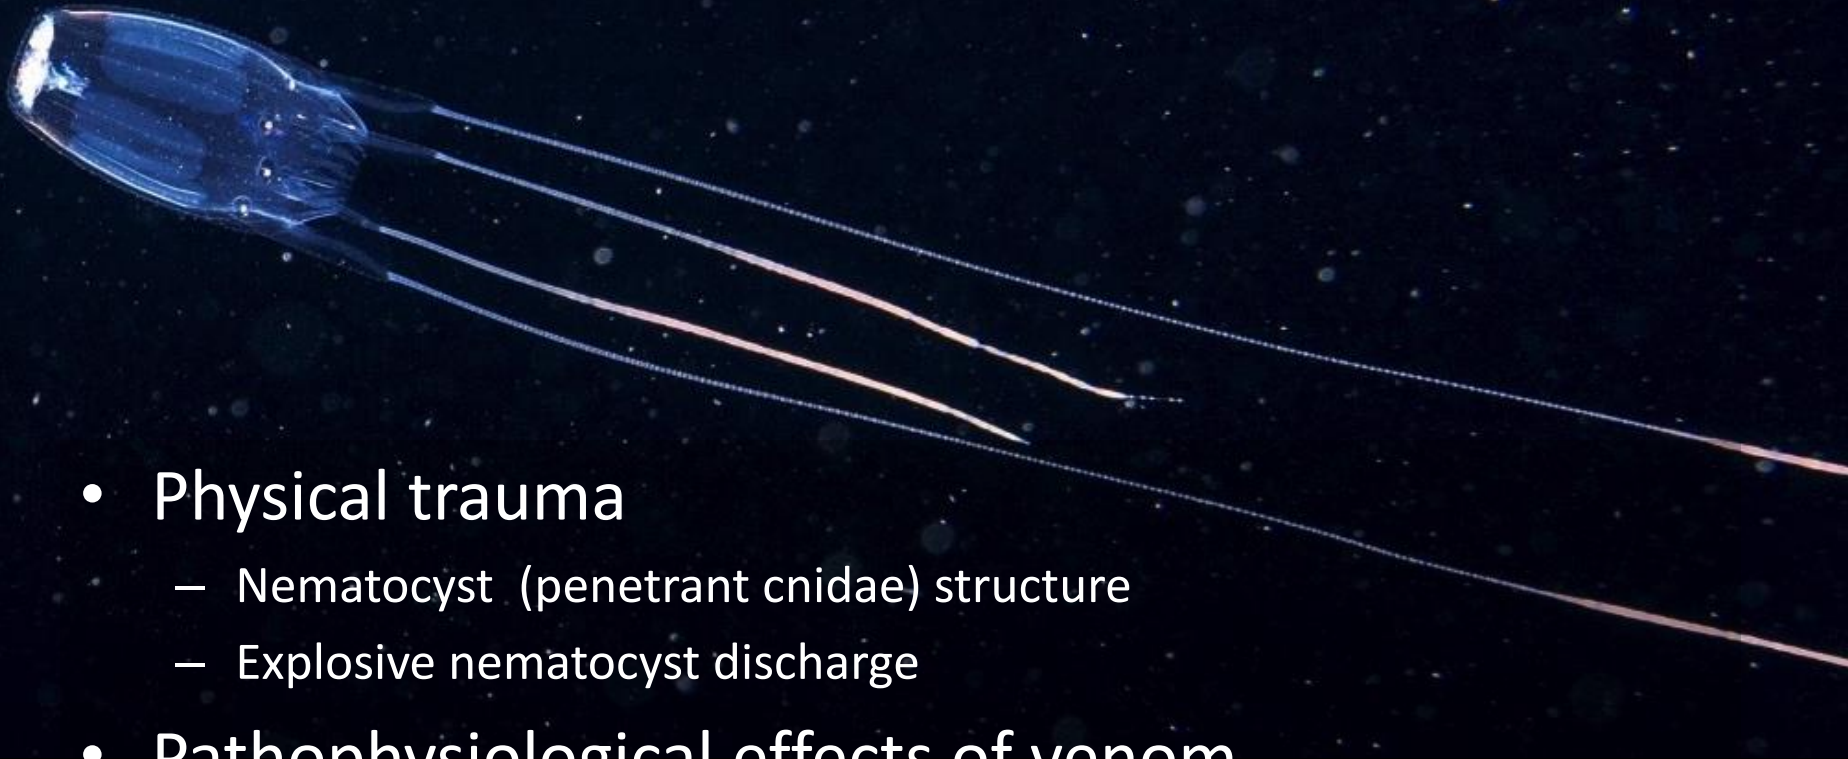 • Physical trauma
– Nematocyst (penetrant cnidae) structure
– Explosive nematocyst discharge
• Pathophysiological effects of venom